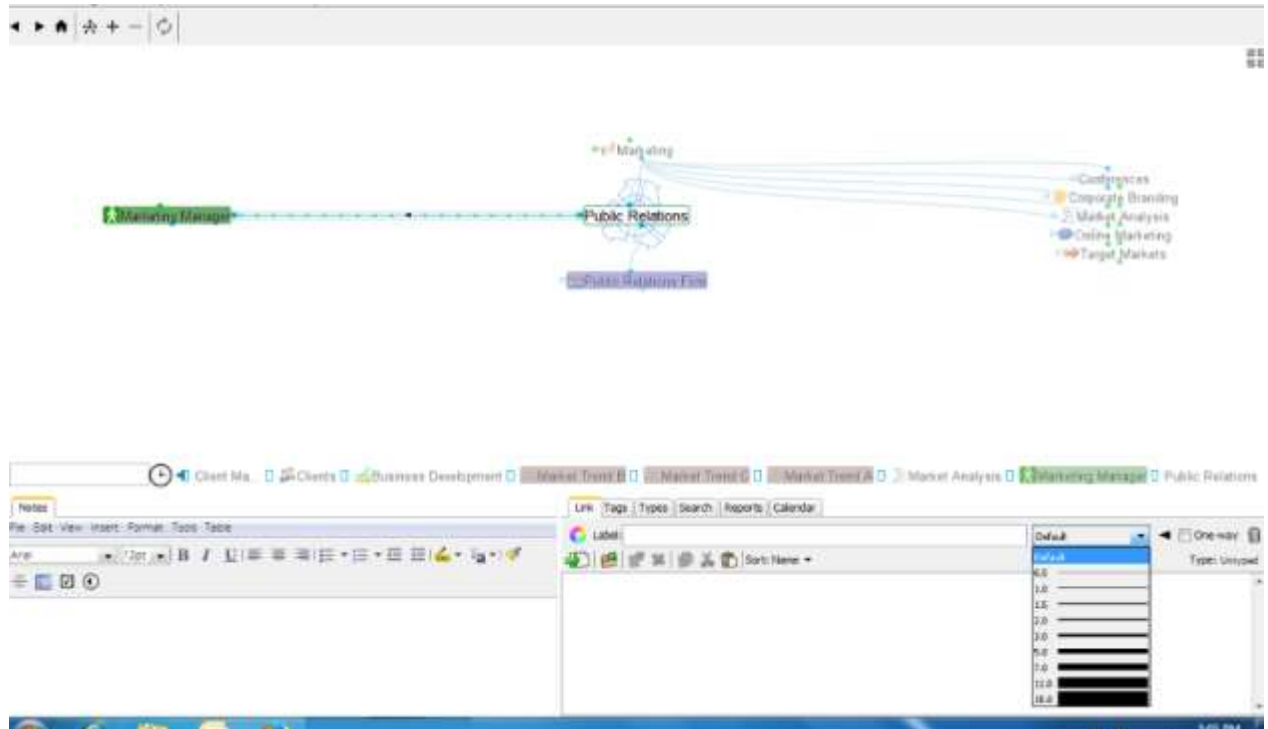 Marketing
Conferences
Corporate Branding
Marketing Manager
Public Relations
Market Analysis
Online Marketing
Target Markets
Public Relations Firm
Client Ma... Clients Business Development Market Trend B Market Trend C Market Trend A Market Analysis Marketing Manager Public Relations
Notes
Link Tags Types Search Reports Calendar
File Edit View Insert Format Tools Table
Label: Default One-way
Arial 12pt B I U Sort: Name Default Type: Untyped
0.5
1.0
1.5
2.0
3.0
5.0
7.0
11.0